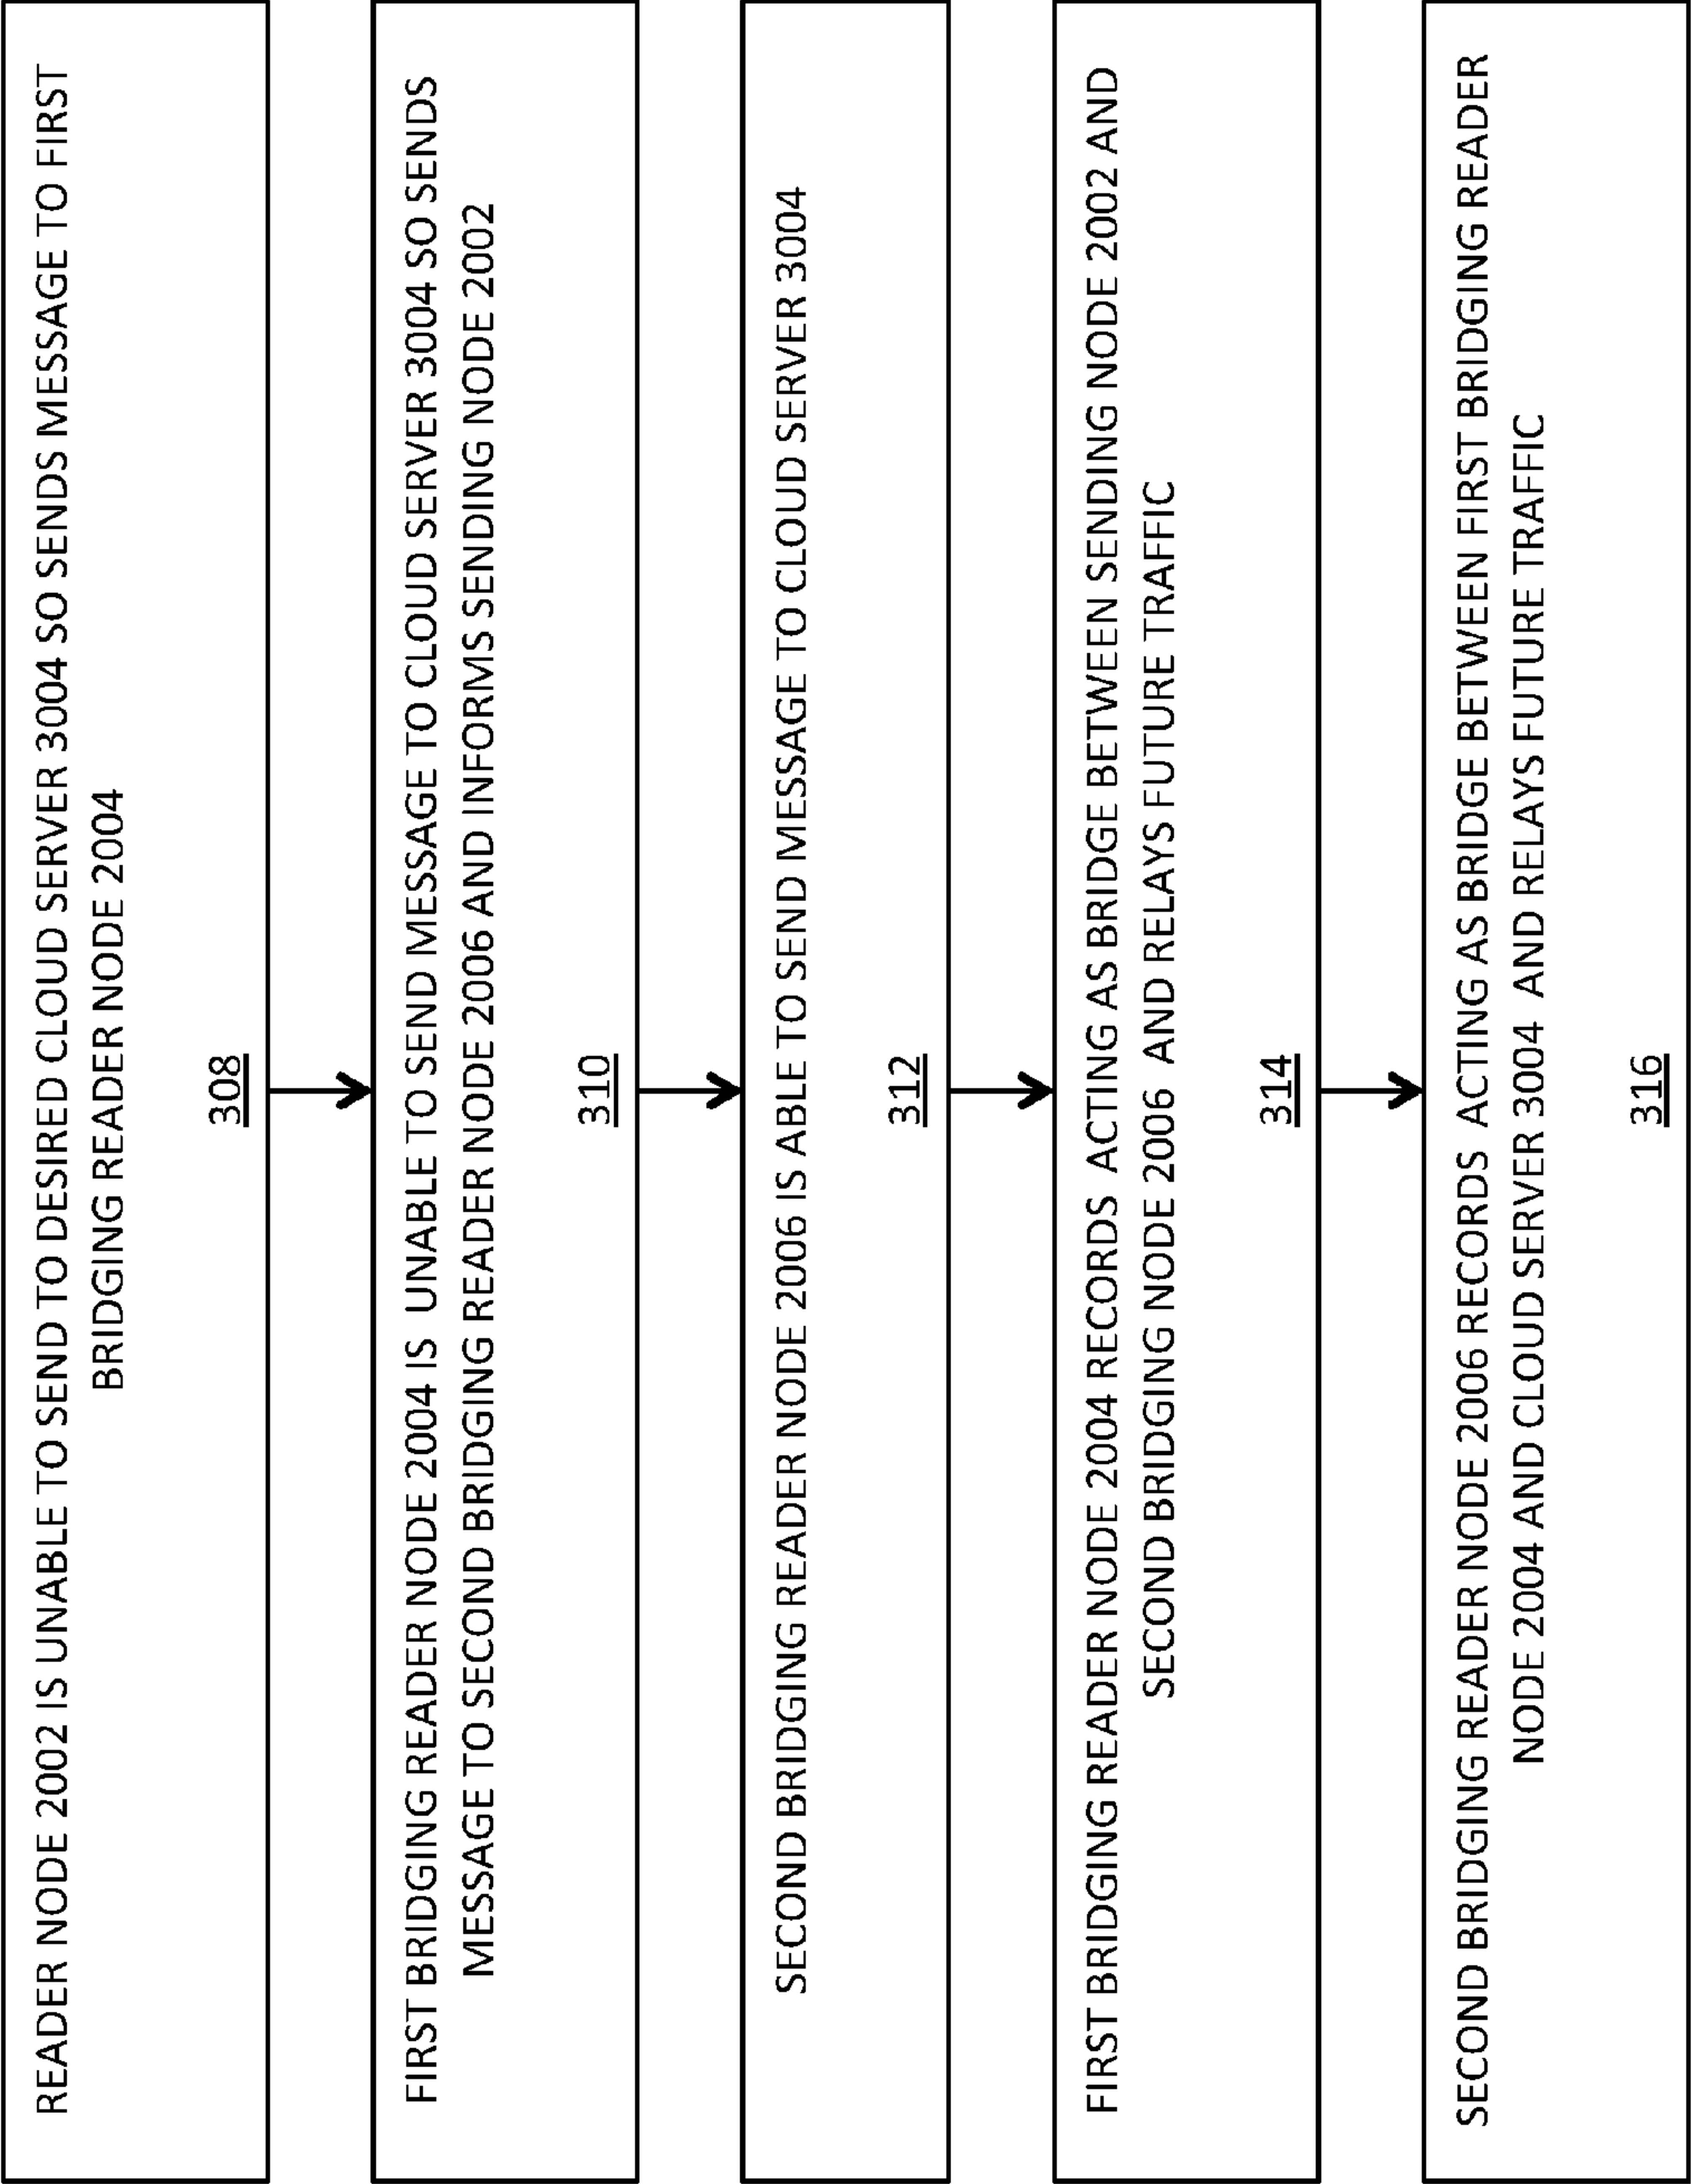 READER NODE 2002 IS UNABLE TO SEND TO DESIRED CLOUD SERVER 3004 SO SENDS MESSAGE TO FIRST
BRIDGING READER NODE 2004
308
FIRST BRIDGING READER NODE 2004 IS UNABLE TO SEND MESSAGE TO CLOUD SERVER 3004 SO SENDS
MESSAGE TO SECOND BRIDGING READER NODE 2006 AND INFORMS SENDING NODE 2002
310
SECOND BRIDGING READER NODE 2006 IS ABLE TO SEND MESSAGE TO CLOUD SERVER 3004
312
FIRST BRIDGING READER NODE 2004 RECORDS ACTING AS BRIDGE BETWEEN SENDING NODE 2002 AND
SECOND BRIDGING NODE 2006 AND RELAYS FUTURE TRAFFIC
314
SECOND BRIDGING READER NODE 2006 RECORDS ACTING AS BRIDGE BETWEEN FIRST BRIDGING READER
NODE 2004 AND CLOUD SERVER 3004 AND RELAYS FUTURE TRAFFIC
316